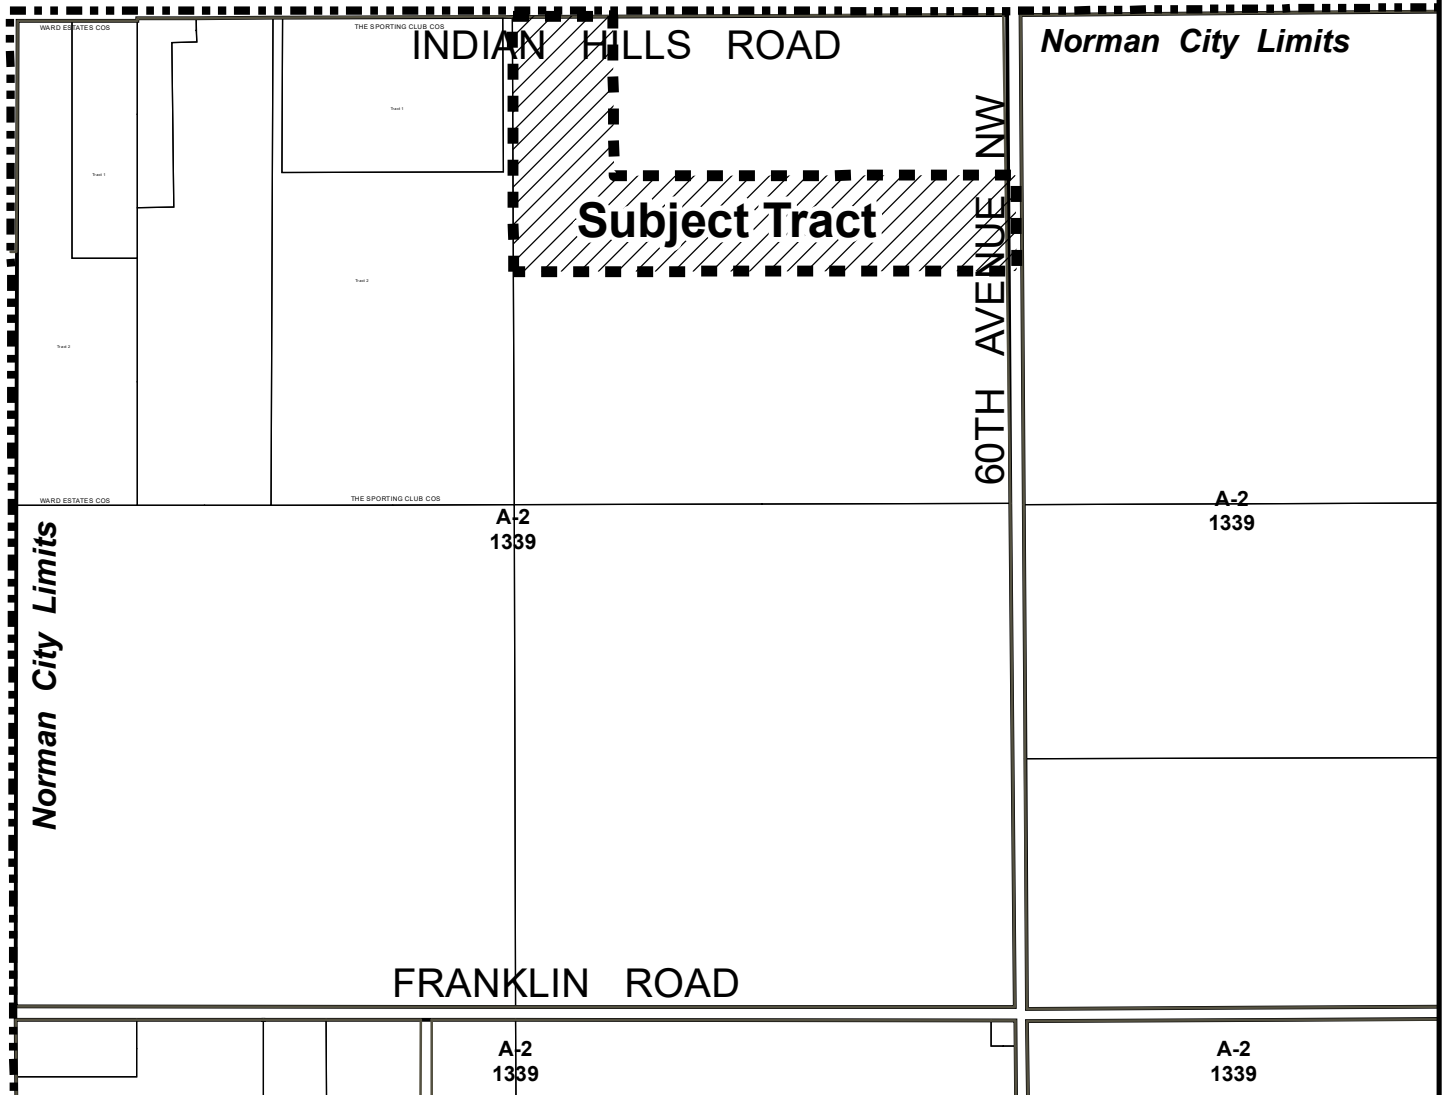 WARD ESTATES COS
THE SPORTING CLUB COS
INDIAN HILLS ROAD
Norman City Limits
Tract 1
Tract 1
60TH AVENUE NW
Subject Tract
Tract 2
Tract 2
WARD ESTATES COS
THE SPORTING CLUB COS
A-2
1339
A-2
1339
Norman City Limits
FRANKLIN ROAD
A-2
1339
A-2
1339